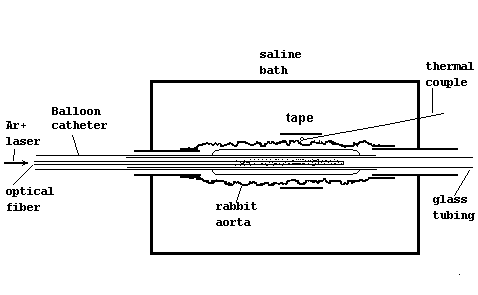 saline
bath
thermal
couple
tape
Balloon
catheter
Ar+
laser
optical
fiber
rabbit
aorta
glass
tubing